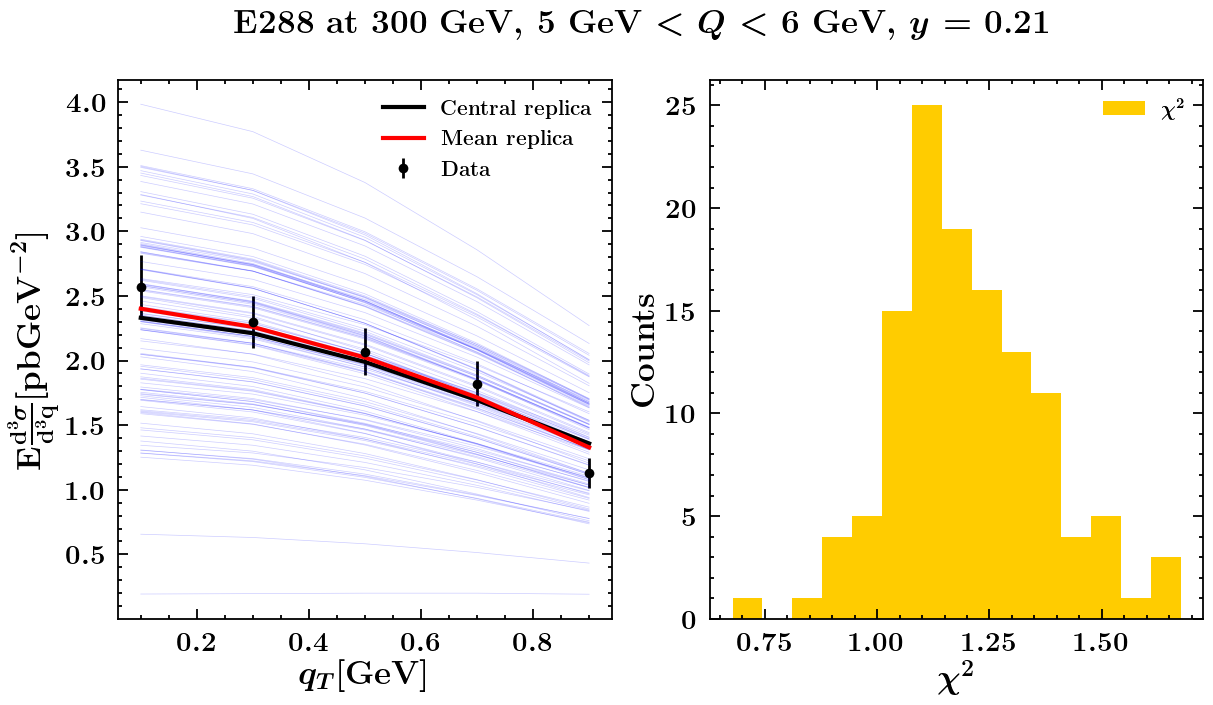 E288 at 300 GeV, 5 GeV < Q < 6 GeV, y = 0.21
Central replica
Mean replica
Data
4.0
3.5
3.0
2.5
2.0
1.5
1.0
0.5
E d³σ/d³q [pbGeV⁻²]
0.2 0.4 0.6 0.8
q_T[GeV]
χ²
25
20
15
10
5
0
Counts
0.75 1.00 1.25 1.50
χ²